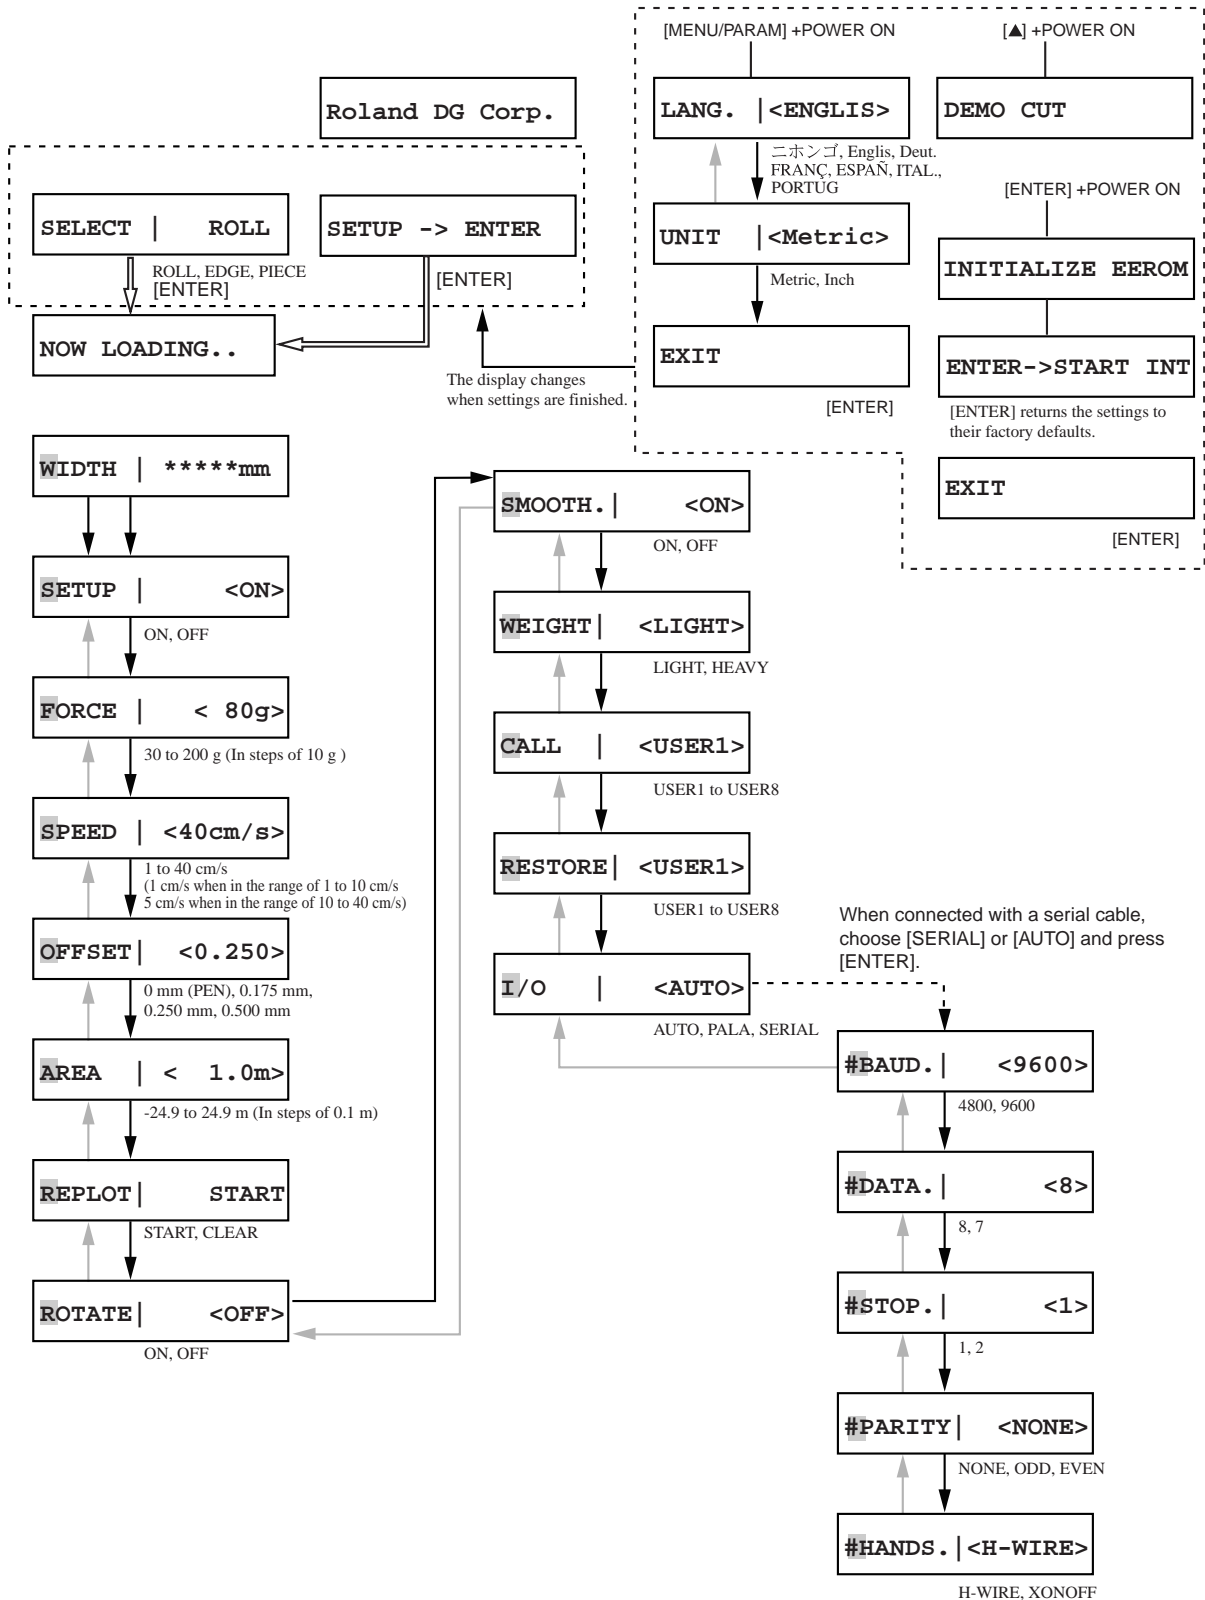 [MENU/PARAM] +POWER ON
[▲] +POWER ON
Roland DG Corp.
LANG. |<ENGLIS>
DEMO CUT
ニホンゴ, Englis, Deut.
FRANÇ, ESPAÑ, ITAL.,
PORTUG
[ENTER] +POWER ON
SELECT | ROLL
SETUP -> ENTER
UNIT |<Metric>
INITIALIZE EEROM
ROLL, EDGE, PIECE
[ENTER]
[ENTER]
Metric, Inch
NOW LOADING..
EXIT
ENTER->START INT
The display changes
when settings are finished.
[ENTER]
[ENTER] returns the settings to
their factory defaults.
EXIT
[ENTER]
WIDTH | *****mm
SETUP | <ON>
ON, OFF
FORCE | < 80g>
30 to 200 g (In steps of 10 g )
SPEED | <40cm/s>
1 to 40 cm/s
(1 cm/s when in the range of 1 to 10 cm/s
5 cm/s when in the range of 10 to 40 cm/s)
OFFSET| <0.250>
0 mm (PEN), 0.175 mm,
0.250 mm, 0.500 mm
AREA | < 1.0m>
-24.9 to 24.9 m (In steps of 0.1 m)
REPLOT| START
START, CLEAR
ROTATE| <OFF>
ON, OFF
SMOOTH.| <ON>
ON, OFF
WEIGHT| <LIGHT>
LIGHT, HEAVY
CALL | <USER1>
USER1 to USER8
RESTORE| <USER1>
USER1 to USER8
I/O | <AUTO>
AUTO, PALA, SERIAL
When connected with a serial cable,
choose [SERIAL] or [AUTO] and press
[ENTER].
#BAUD.| <9600>
4800, 9600
#DATA.| <8>
8, 7
#STOP.| <1>
1, 2
#PARITY| <NONE>
NONE, ODD, EVEN
#HANDS.|<H-WIRE>
H-WIRE, XONOFF